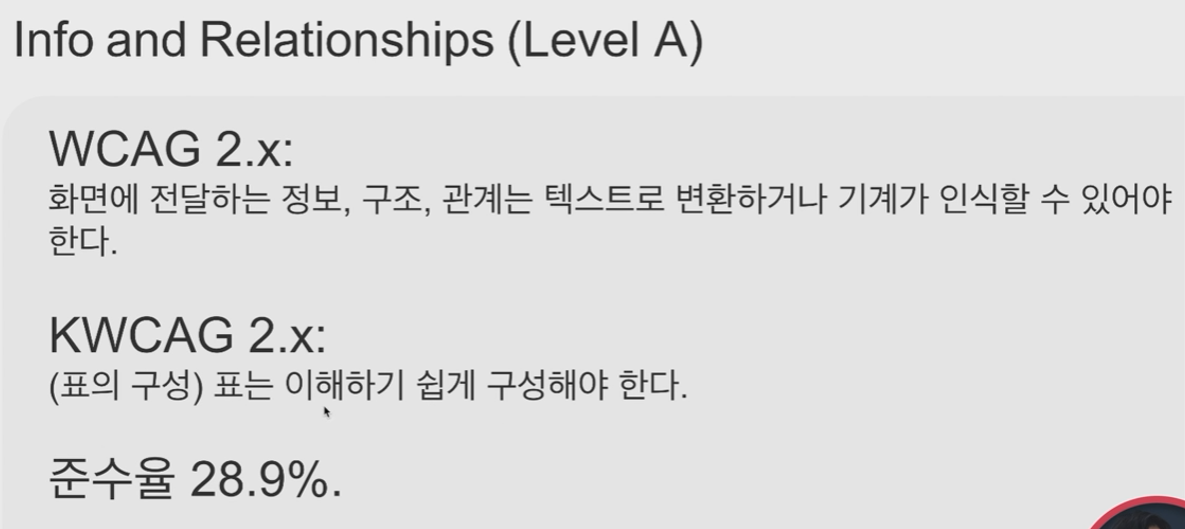 Info and Relationships (Level A)
WCAG 2.x:
화면에 전달하는 정보, 구조, 관계는 텍스트로 변환하거나 기계가 인식할 수 있어야
한다.
KWCAG 2.x:
(표의 구성) 표는 이해하기 쉽게 구성해야 한다.
준수율 28.9%.